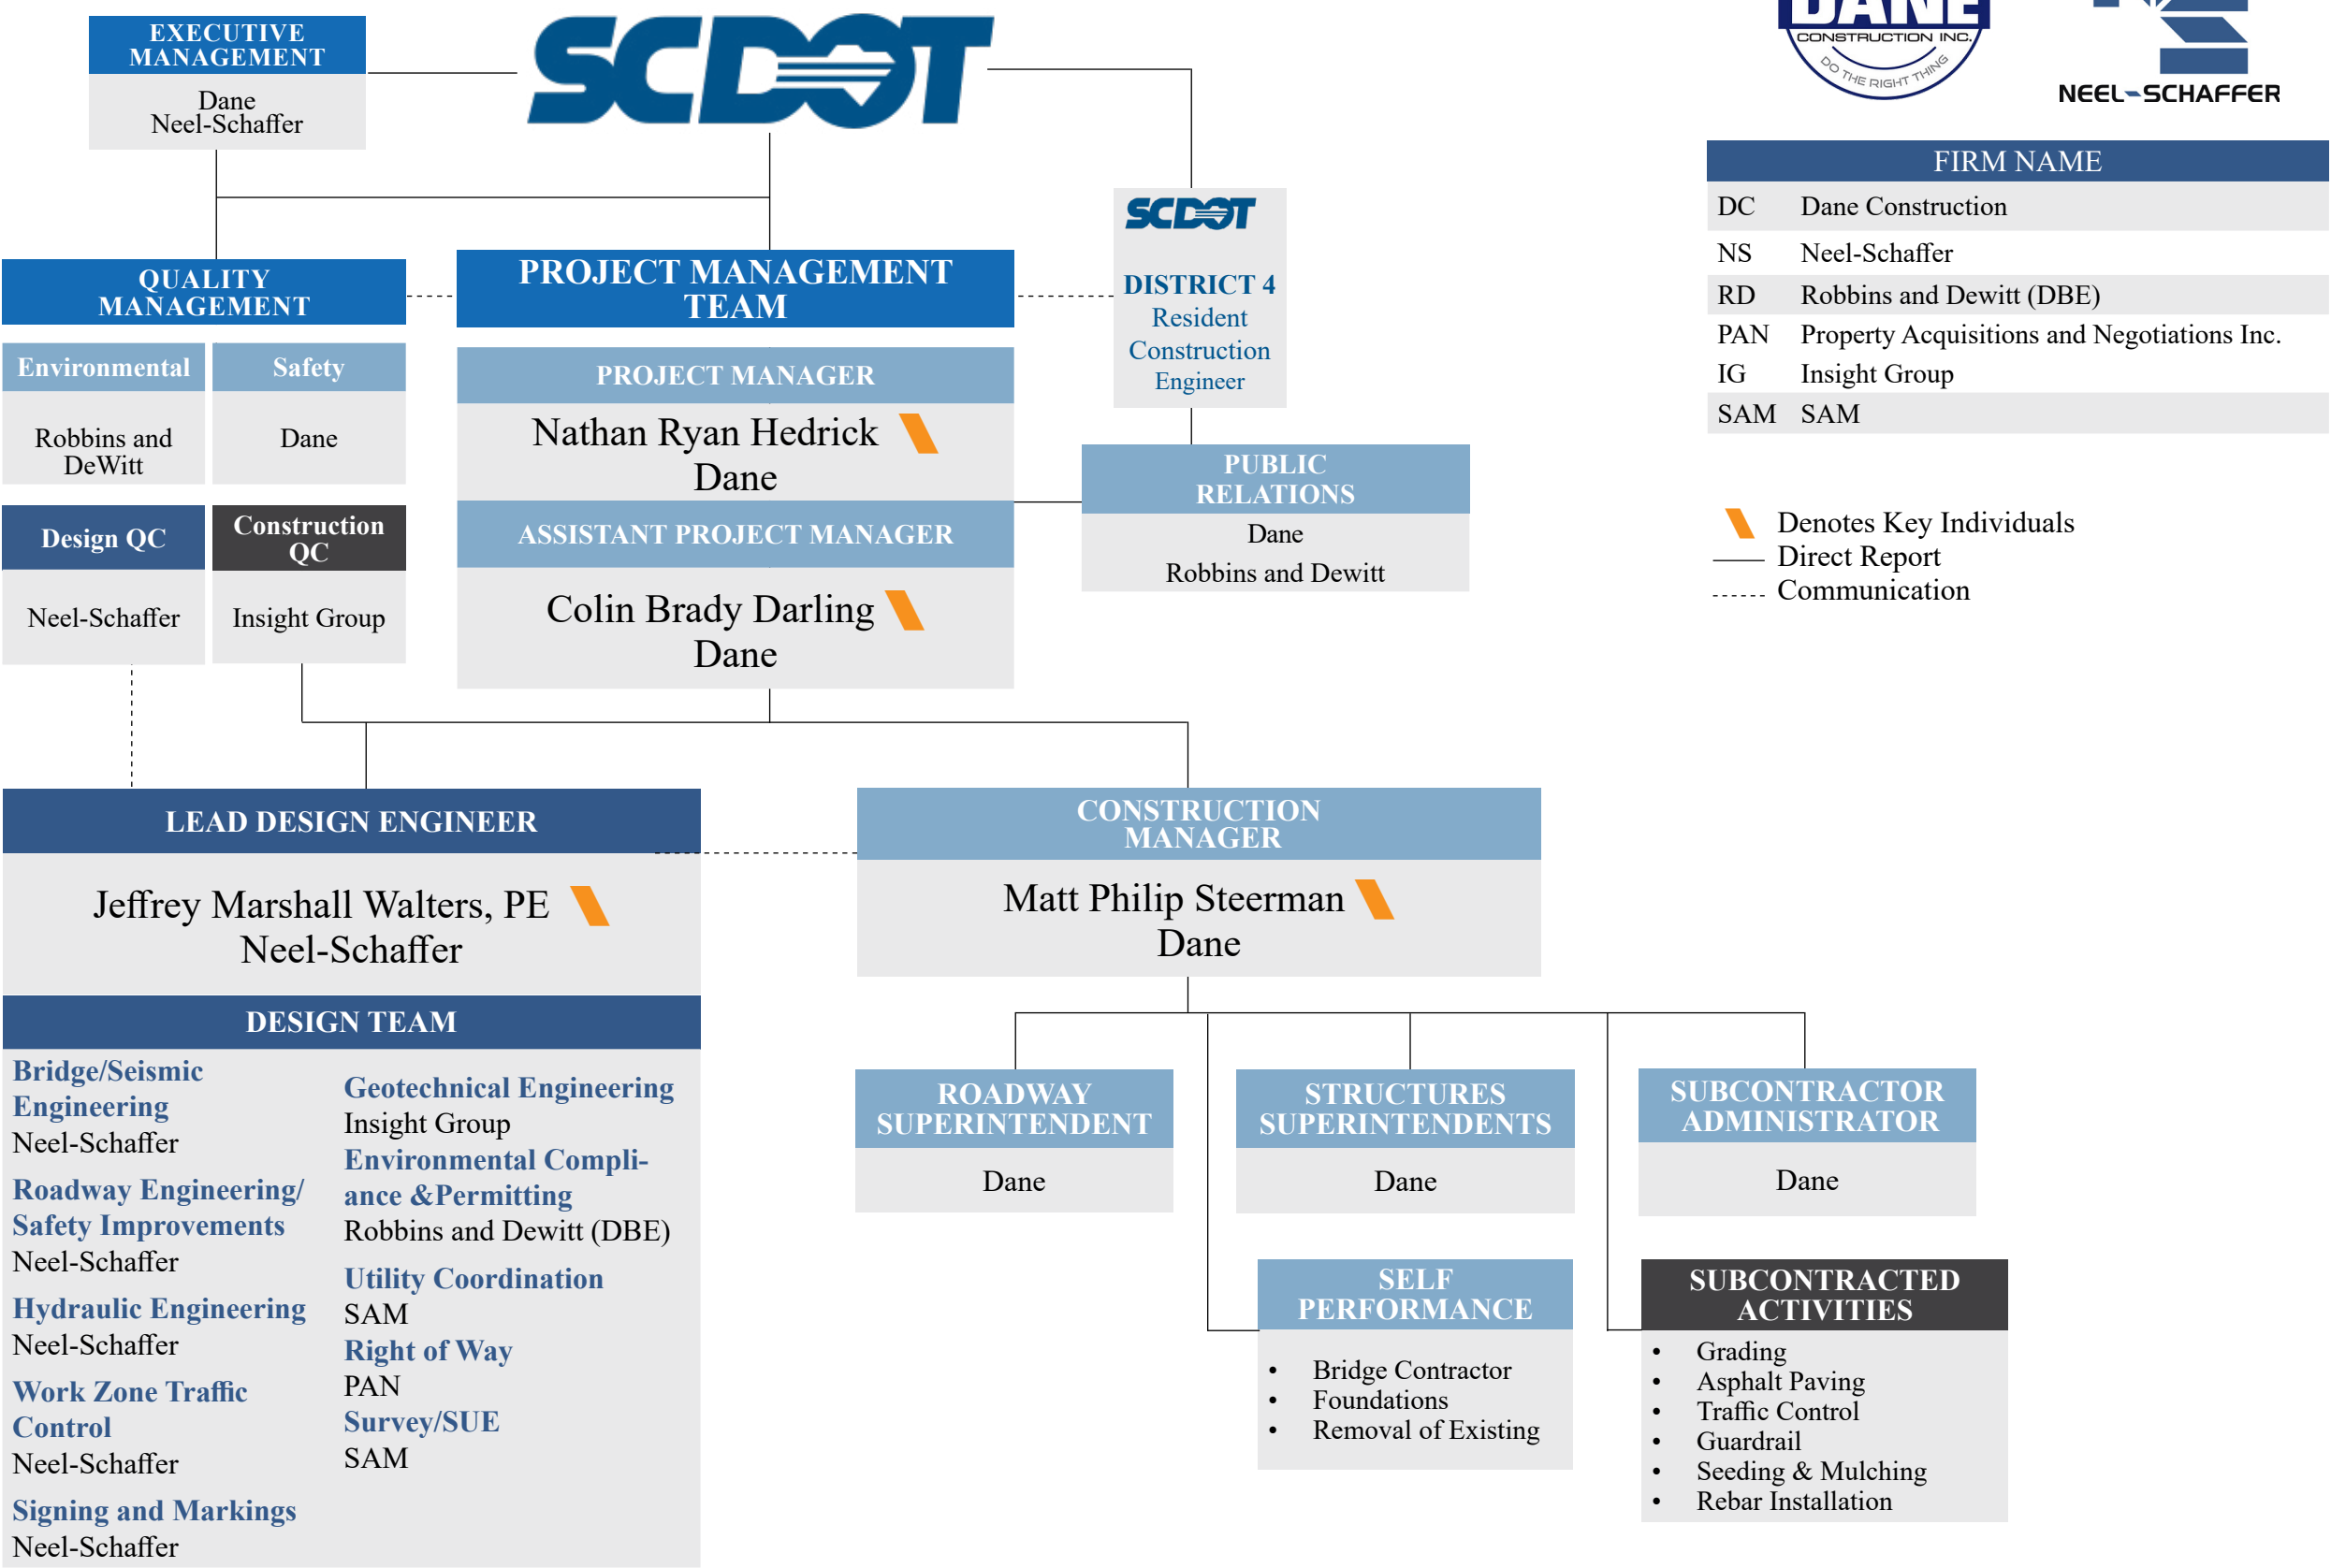 EXECUTIVE
MANAGEMENT
Dane
Neel-Schaffer
SCDOT
DANE
CONSTRUCTION INC.
DO THE RIGHT THING
NEEL-SCHAFFER
FIRM NAME
DC Dane Construction
NS Neel-Schaffer
RD Robbins and Dewitt (DBE)
PAN Property Acquisitions and Negotiations Inc.
IG Insight Group
SAM SAM
Denotes Key Individuals
Direct Report
Communication
QUALITY
MANAGEMENT
Environmental
Robbins and
DeWitt
Safety
Dane
Design QC
Neel-Schaffer
Construction
QC
Insight Group
PROJECT MANAGEMENT
TEAM
PROJECT MANAGER
Nathan Ryan Hedrick
Dane
ASSISTANT PROJECT MANAGER
Colin Brady Darling
Dane
SCDOT
DISTRICT 4
Resident
Construction
Engineer
PUBLIC
RELATIONS
Dane
Robbins and Dewitt
LEAD DESIGN ENGINEER
Jeffrey Marshall Walters, PE
Neel-Schaffer
DESIGN TEAM
Bridge/Seismic
Engineering
Neel-Schaffer
Roadway Engineering/
Safety Improvements
Neel-Schaffer
Hydraulic Engineering
Neel-Schaffer
Work Zone Traffic
Control
Neel-Schaffer
Signing and Markings
Neel-Schaffer
Geotechnical Engineering
Insight Group
Environmental Compli-
ance &Permitting
Robbins and Dewitt (DBE)
Utility Coordination
SAM
Right of Way
PAN
Survey/SUE
SAM
CONSTRUCTION
MANAGER
Matt Philip Steerman
Dane
ROADWAY
SUPERINTENDENT
Dane
STRUCTURES
SUPERINTENDENTS
Dane
SUBCONTRACTOR
ADMINISTRATOR
Dane
SELF
PERFORMANCE
• Bridge Contractor
• Foundations
• Removal of Existing
SUBCONTRACTED
ACTIVITIES
• Grading
• Asphalt Paving
• Traffic Control
• Guardrail
• Seeding & Mulching
• Rebar Installation